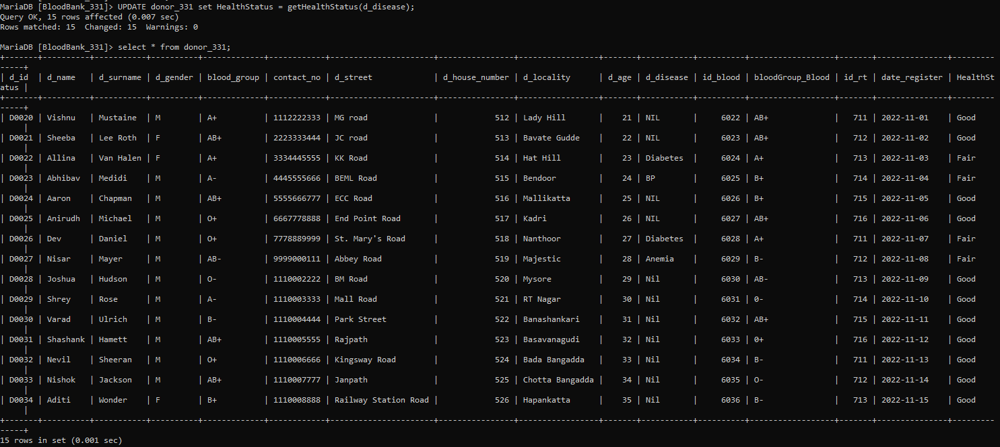 MariaDB [BloodBank_331]> UPDATE donor_331 set HealthStatus = getHealthStatus(d_disease);
Query OK, 15 rows affected (0.007 sec)
Rows matched: 15  Changed: 15  Warnings: 0

MariaDB [BloodBank_331]> select * from donor_331;
+-------+----------+-----------+----------+-------------+------------+----------------------+----------------+-----------------+-------+-----------+----------+------------------+-------+---------------+---------
-----+
| d_id  | d_name   | d_surname | d_gender | blood_group | contact_no | d_street             | d_house_number | d_locality      | d_age | d_disease | id_blood | bloodGroup_Blood | id_rt | date_register | HealthSt
atus |
+-------+----------+-----------+----------+-------------+------------+----------------------+----------------+-----------------+-------+-----------+----------+------------------+-------+---------------+---------
-----+
| D0020 | Vishnu   | Mustaine  | M        | A+          | 1112222333 | MG road              |            512 | Lady Hill       |    21 | NIL       |     6022 | AB+              |   711 | 2022-11-01    | Good
     |
| D0021 | Sheeba   | Lee Roth  | F        | AB+         | 2223333444 | JC road              |            513 | Bavate Gudde    |    22 | NIL       |     6023 | AB+              |   712 | 2022-11-02    | Good
     |
| D0022 | Allina   | Van Halen | F        | A+          | 3334445555 | KK Road              |            514 | Hat Hill        |    23 | Diabetes  |     6024 | A+               |   713 | 2022-11-03    | Fair
     |
| D0023 | Abhibav  | Medidi    | M        | A-          | 4445555666 | BEML Road            |            515 | Bendoor         |    24 | BP        |     6025 | B+               |   714 | 2022-11-04    | Fair
     |
| D0024 | Aaron    | Chapman   | M        | AB+         | 5555666777 | ECC Road             |            516 | Mallikatta      |    25 | NIL       |     6026 | B+               |   715 | 2022-11-05    | Good
     |
| D0025 | Anirudh  | Michael   | M        | O+          | 6667778888 | End Point Road       |            517 | Kadri           |    26 | NIL       |     6027 | AB+              |   716 | 2022-11-06    | Good
     |
| D0026 | Dev      | Daniel    | M        | O+          | 7778889999 | St. Mary's Road      |            518 | Nanthoor        |    27 | Diabetes  |     6028 | A+               |   711 | 2022-11-07    | Fair
     |
| D0027 | Nisar    | Mayer     | M        | AB-         | 9999000111 | Abbey Road           |            519 | Majestic        |    28 | Anemia    |     6029 | B-               |   712 | 2022-11-08    | Fair
     |
| D0028 | Joshua   | Hudson    | M        | O-          | 1110002222 | BM Road              |            520 | Mysore          |    29 | Nil       |     6030 | AB-              |   713 | 2022-11-09    | Good
     |
| D0029 | Shrey    | Rose      | M        | A-          | 1110003333 | Mall Road            |            521 | RT Nagar        |    30 | Nil       |     6031 | 0-               |   714 | 2022-11-10    | Good
     |
| D0030 | Varad    | Ulrich    | M        | B-          | 1110004444 | Park Street          |            522 | Banashankari    |    31 | Nil       |     6032 | AB+              |   715 | 2022-11-11    | Good
     |
| D0031 | Shashank | Hamett    | M        | AB+         | 1110005555 | Rajpath              |            523 | Basavanagudi    |    32 | Nil       |     6033 | 0+               |   716 | 2022-11-12    | Good
     |
| D0032 | Nevil    | Sheeran   | M        | O+          | 1110006666 | Kingsway Road        |            524 | Bada Bangadda   |    33 | Nil       |     6034 | B-               |   711 | 2022-11-13    | Good
     |
| D0033 | Nishok   | Jackson   | M        | AB+         | 1110007777 | Janpath              |            525 | Chotta Bangadda |    34 | Nil       |     6035 | O-               |   712 | 2022-11-14    | Good
     |
| D0034 | Aditi    | Wonder    | F        | B+          | 1110008888 | Railway Station Road |            526 | Hapankatta      |    35 | Nil       |     6036 | B-               |   713 | 2022-11-15    | Good
     |
+-------+----------+-----------+----------+-------------+------------+----------------------+----------------+-----------------+-------+-----------+----------+------------------+-------+---------------+---------
-----+
15 rows in set (0.001 sec)